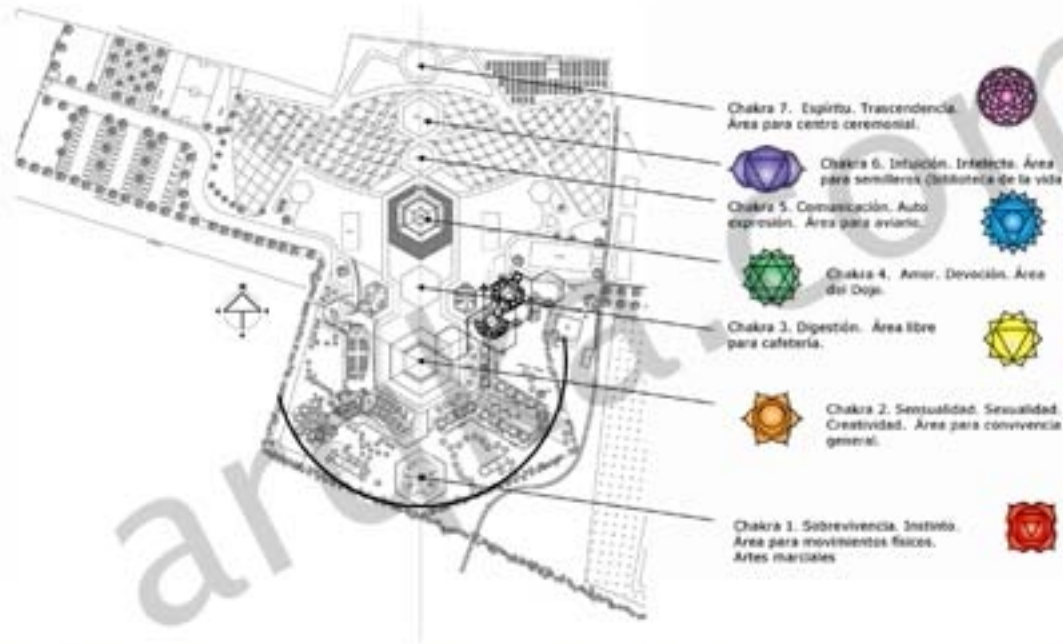 Chakra 7. Espíritu. Trascendencia.
Área para centro ceremonial.
Chakra 6. Intuición. Intelecto. Área
para semilleros (biblioteca de la vida
Chakra 5. Comunicación. Auto
expresión. Área para aviario.
Chakra 4. Amor. Devoción. Área
del Dojo.
Chakra 3. Digestión. Área libre
para cafetería.
Chakra 2. Sensualidad. Sexualidad.
Creatividad. Área para convivencia
general.
Chakra 1. Sobrevivencia. Instinto.
Área para movimientos físicos.
Artes marciales